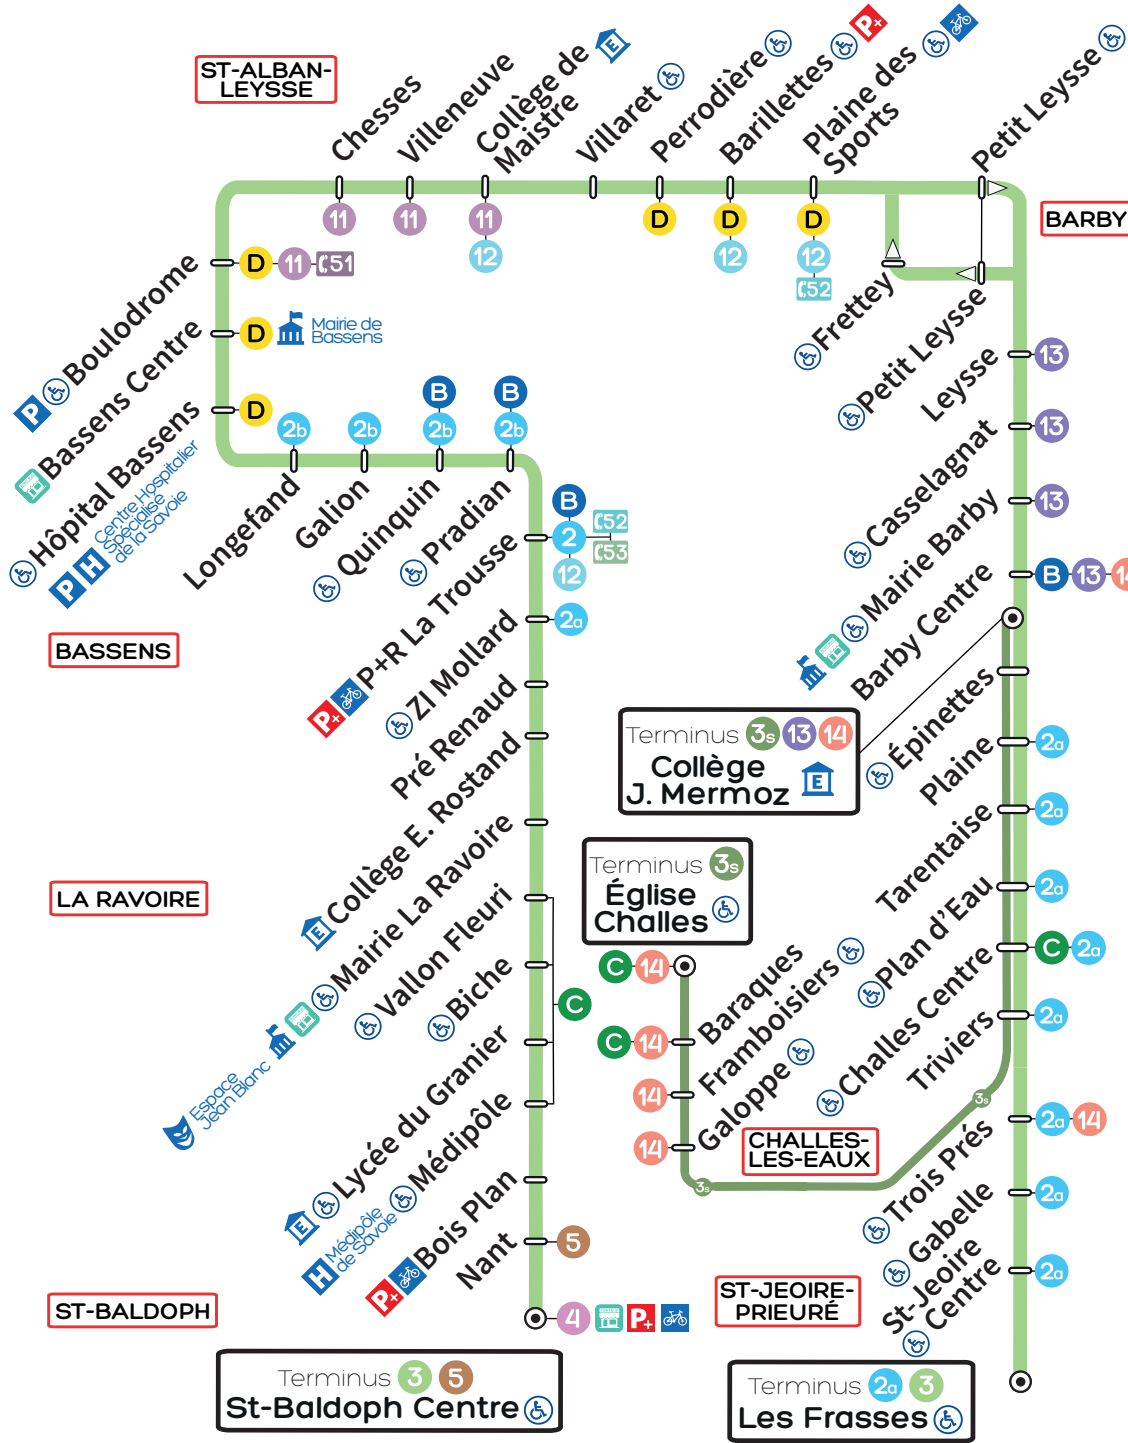 ST-ALBAN-
LEYSSE
Chesses
Villeneuve
Collège de
Maistre
E
Villaret
Perrodière
Barillettes
P+
Plaine des
Sports
Petit Leysse
BARBY
11
11
11
12
D
D
12
D
12
52
Frettey
Petit Leysse
Boulodrome
P
D
11
51
Bassens Centre
D
Mairie de
Bassens
Hôpital Bassens
P
H
Centre Hospitalier
Spécialisé
de la Savoie
D
2b
2b
B
2b
B
2b
Longefand
Galion
Quinquin
Pradian
BASSENS
P+R La Trousse
P+
B
2
52
53
12
ZI Mollard
2a
Pré Renaud
Collège E. Rostand
E
LA RAVOIRE
Mairie La Ravoire
Espace
Jean Blanc
Vallon Fleuri
Biche
C
Lycée du Granier
E
Médipôle
H
Médipôle
de Savoie
Bois Plan
P+
Nant
5
ST-BALDOPH
4
P+
Terminus 3 5
St-Baldoph Centre
Leysse
13
Casselagnat
13
Mairie Barby
13
Barby Centre
B
13
14
Terminus 3s 13 14
Collège
J. Mermoz
E
Épinettes
Plaine
2a
Tarentaise
2a
Plan d'Eau
2a
Challes Centre
C
2a
Triviers
2a
Terminus 3s
Église
Challes
C
14
Baraques
C
14
Framboisiers
14
Galoppe
14
3s
3s
CHALLES-
LES-EAUX
Trois Prés
2a
14
Gabelle
2a
St-Jeoire
Centre
2a
ST-JEOIRE-
PRIEURÉ
Terminus 2a 3
Les Frasses